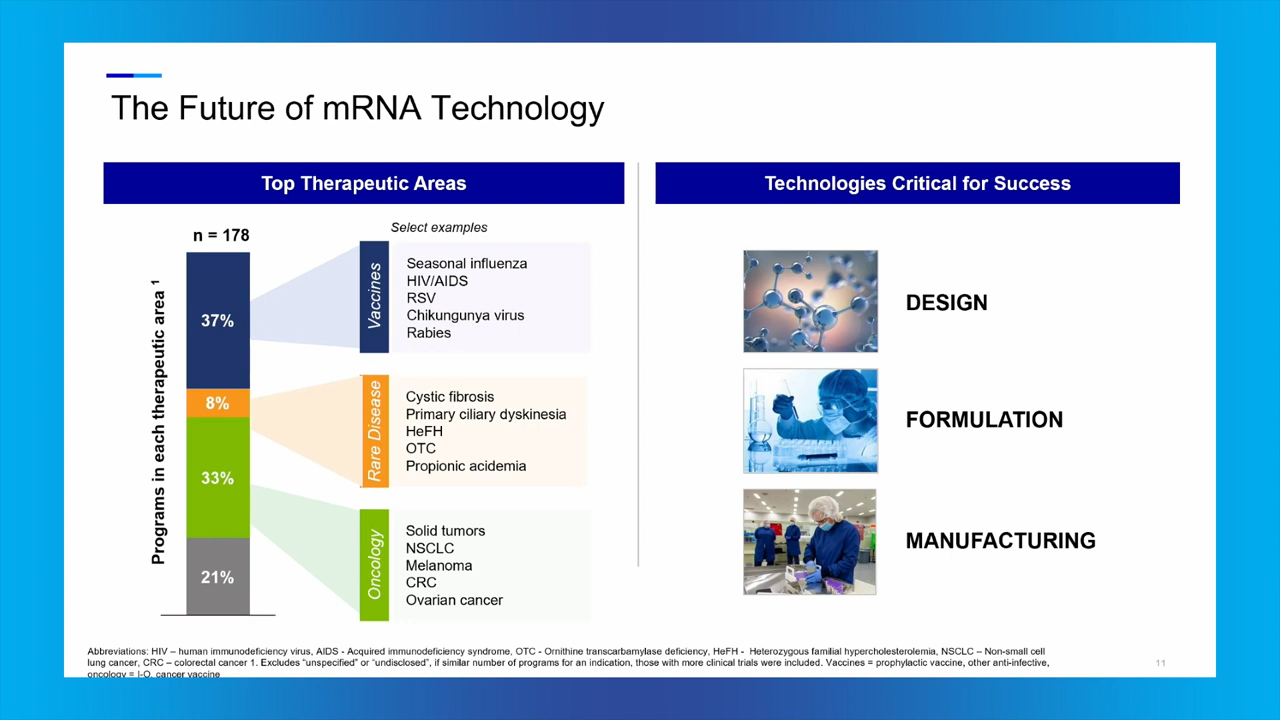 The Future of mRNA Technology
Top Therapeutic Areas
n = 178
Programs in each therapeutic area 1
37%
8%
33%
21%
Select examples
Vaccines
Seasonal influenza
HIV/AIDS
RSV
Chikungunya virus
Rabies
Rare Disease
Cystic fibrosis
Primary ciliary dyskinesia
HeFH
OTC
Propionic acidemia
Oncology
Solid tumors
NSCLC
Melanoma
CRC
Ovarian cancer
Technologies Critical for Success
DESIGN
FORMULATION
MANUFACTURING
Abbreviations: HIV – human immunodeficiency virus, AIDS - Acquired immunodeficiency syndrome, OTC - Ornithine transcarbamylase deficiency, HeFH - Heterozygous familial hypercholesterolemia, NSCLC – Non-small cell
lung cancer, CRC – colorectal cancer 1. Excludes “unspecified” or “undisclosed”, if similar number of programs for an indication, those with more clinical trials were included. Vaccines = prophylactic vaccine, other anti-infective,
oncology = I-O, cancer vaccine
11